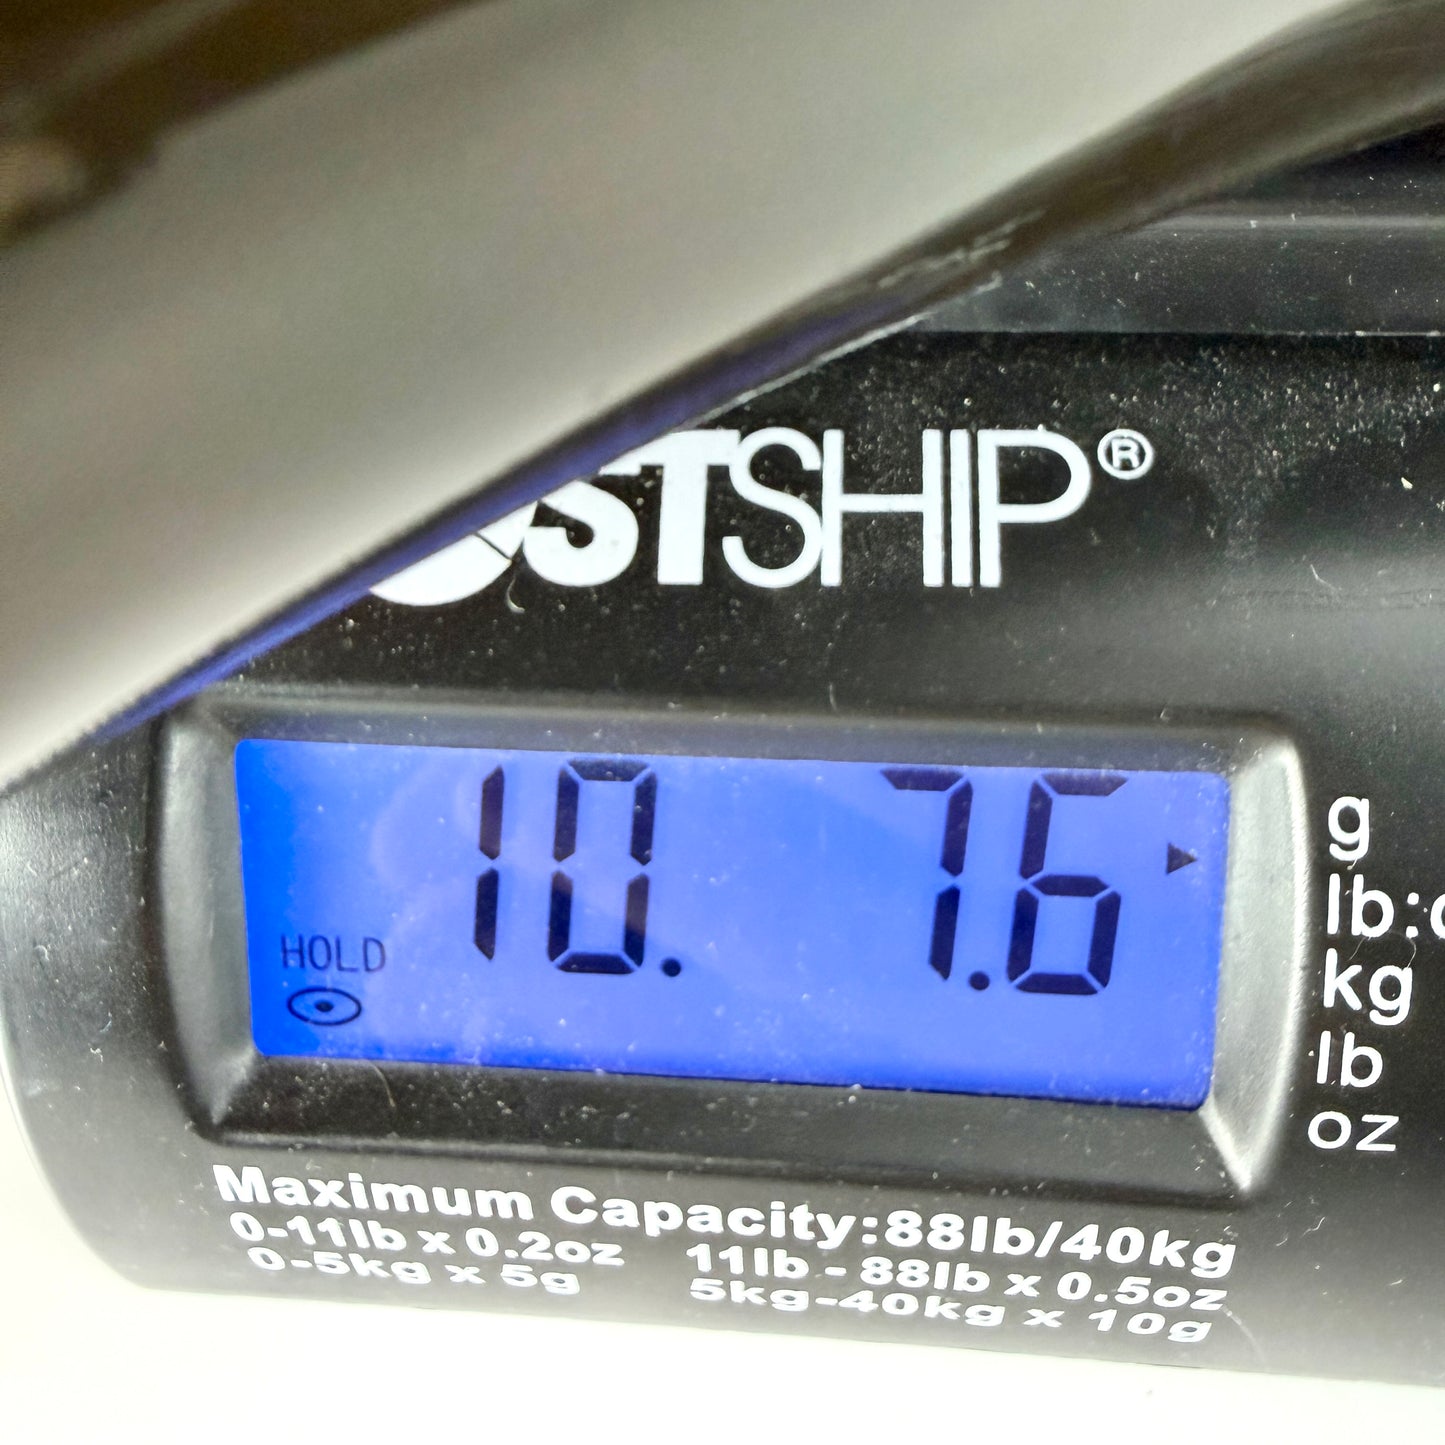 STSHIP®
10. 7.6
HOLD
g
lb:
kg
lb
oz
Maximum Capacity:88lb/40kg
0-11lb x 0.2oz 11lb - 88lb x 0.5oz
0-5kg x 5g 5kg-40kg x 10g